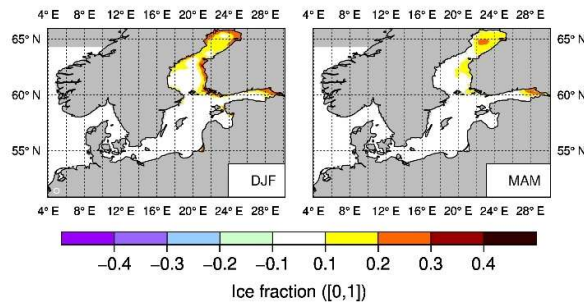 4° E 8° E 12° E 16° E 20° E 24° E 28° E
4° E 8° E 12° E 16° E 20° E 24° E 28° E
65° N
60° N
55° N
DJF
65° N
60° N
55° N
MAM
4° E 8° E 12° E 16° E 20° E 24° E 28° E
4° E 8° E 12° E 16° E 20° E 24° E 28° E
−0.4 −0.3 −0.2 −0.1 0.1 0.2 0.3 0.4
Ice fraction ([0,1])